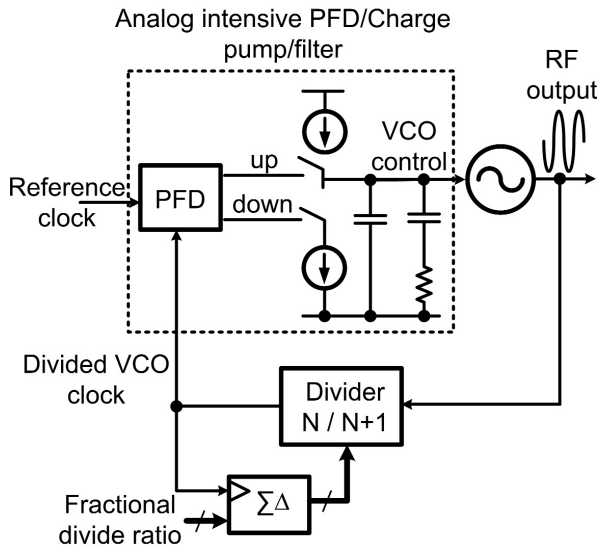 Analog intensive PFD/Charge
pump/filter
RF
output
VCO
control
up
Reference
clock
PFD
down
Divided VCO
clock
Divider
N / N+1
Fractional
divide ratio
∑Δ